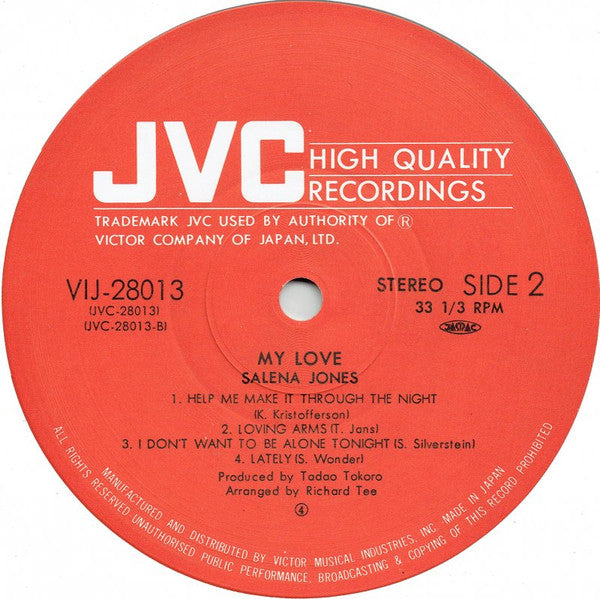 JVC
HIGH QUALITY
RECORDINGS
TRADEMARK JVC USED BY AUTHORITY OF Ⓡ
VICTOR COMPANY OF JAPAN, LTD.
VIJ-28013
(JVC-28013)
(JVC-28013-B)
STEREO SIDE 2
33 1/3 RPM
JASRAC
MY LOVE
SALENA JONES
1. HELP ME MAKE IT THROUGH THE NIGHT
(K. Kristofferson)
2. LOVING ARMS(T. Jans)
3. I DON'T WANT TO BE ALONE TONIGHT(S. Silverstein)
4. LATELY(S. Wonder)
Produced by Tadao Tokoro
Arranged by Richard Tee
④
MANUFACTURED AND DISTRIBUTED BY VICTOR MUSICAL INDUSTRIES, INC. MADE IN JAPAN
ALL RIGHTS RESERVED UNAUTHORISED PUBLIC PERFORMANCE, BROADCASTING & COPYING OF THIS RECORD PROHIBITED